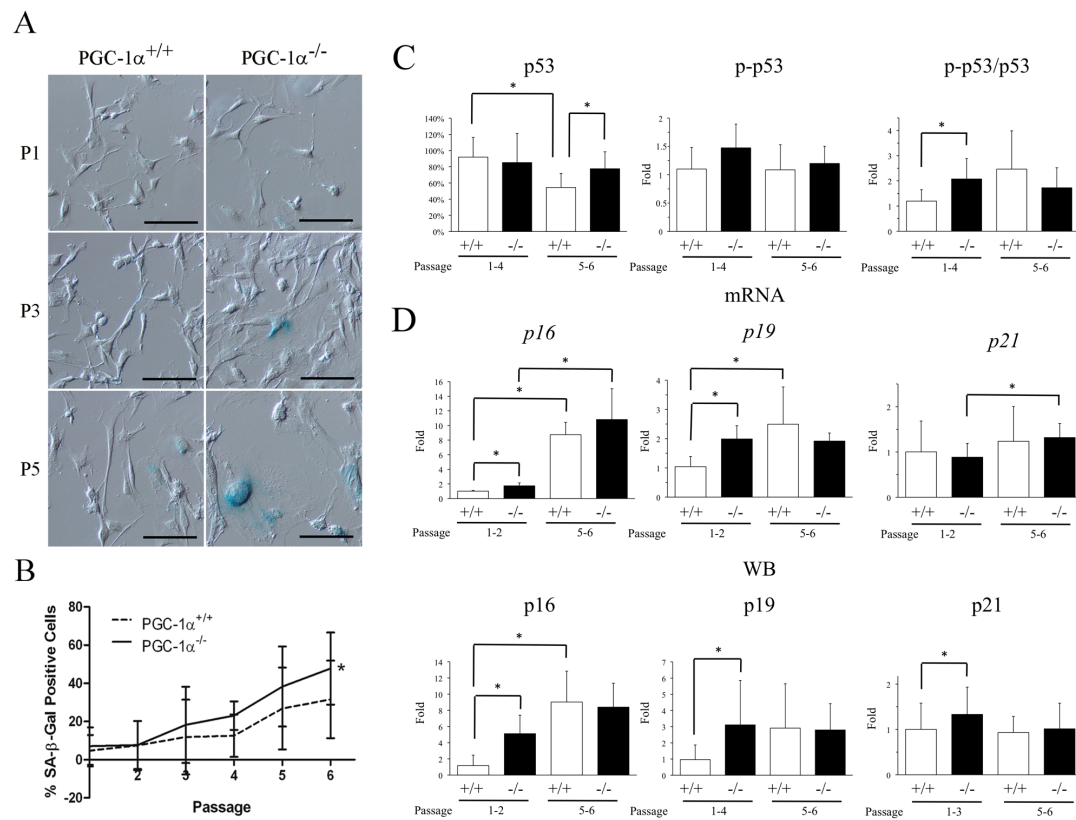 A
PGC-1α+/+ PGC-1α-/-
P1
P3
P5
B
% SA-β-Gal Positive Cells
80
60
40
20
0
-20
PGC-1α+/+
PGC-1α-/-
*
2 3 4 5 6
Passage
C
p53
140%
120%
100%
80%
60%
40%
20%
0%
* *
+/+ -/- +/+ -/-
Passage 1-4 5-6
p-p53
Fold
2
1.5
1
0.5
0
+/+ -/- +/+ -/-
1-4 5-6
p-p53/p53
Fold
5
4
3
2
1
0
*
+/+ -/- +/+ -/-
1-4 5-6
D
mRNA
p16
Fold
16
14
12
10
8
6
4
2
0
* * *
+/+ -/- +/+ -/-
Passage 1-2 5-6
p19
Fold
4
3
2
1
0
* *
+/+ -/- +/+ -/-
1-2 5-6
p21
Fold
2
1
0
*
+/+ -/- +/+ -/-
1-2 5-6
WB
p16
Fold
14
12
10
8
6
4
2
0
* *
+/+ -/- +/+ -/-
Passage 1-2 5-6
p19
Fold
7
6
5
4
3
2
1
0
*
+/+ -/- +/+ -/-
1-4 5-6
p21
Fold
2
1
0
*
+/+ -/- +/+ -/-
1-3 5-6